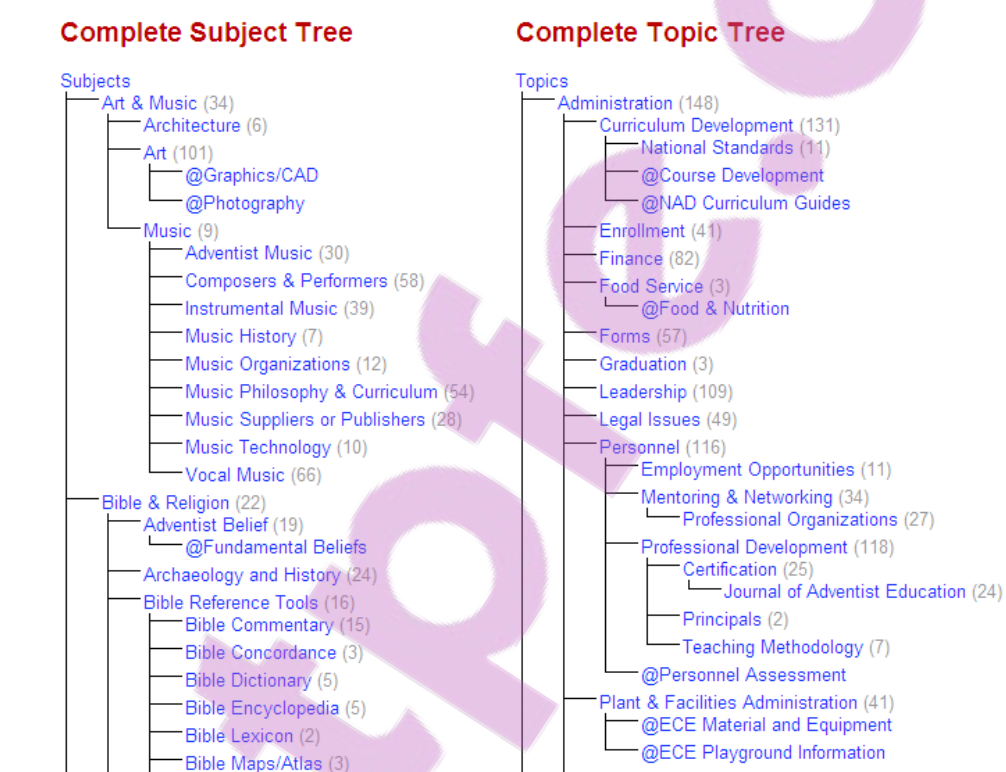 Complete Subject Tree
Subjects
Art & Music (34)
Architecture (6)
Art (101)
@Graphics/CAD
@Photography
Music (9)
Adventist Music (30)
Composers & Performers (58)
Instrumental Music (39)
Music History (7)
Music Organizations (12)
Music Philosophy & Curriculum (54)
Music Suppliers or Publishers (28)
Music Technology (10)
Vocal Music (66)
Bible & Religion (22)
Adventist Belief (19)
@Fundamental Beliefs
Archaeology and History (24)
Bible Reference Tools (16)
Bible Commentary (15)
Bible Concordance (3)
Bible Dictionary (5)
Bible Encyclopedia (5)
Bible Lexicon (2)
Bible Maps/Atlas (3)
Complete Topic Tree
Topics
Administration (148)
Curriculum Development (131)
National Standards (11)
@Course Development
@NAD Curriculum Guides
Enrollment (41)
Finance (82)
Food Service (3)
@Food & Nutrition
Forms (57)
Graduation (3)
Leadership (109)
Legal Issues (49)
Personnel (116)
Employment Opportunities (11)
Mentoring & Networking (34)
Professional Organizations (27)
Professional Development (118)
Certification (25)
Journal of Adventist Education (24)
Principals (2)
Teaching Methodology (7)
@Personnel Assessment
Plant & Facilities Administration (41)
@ECE Material and Equipment
@ECE Playground Information